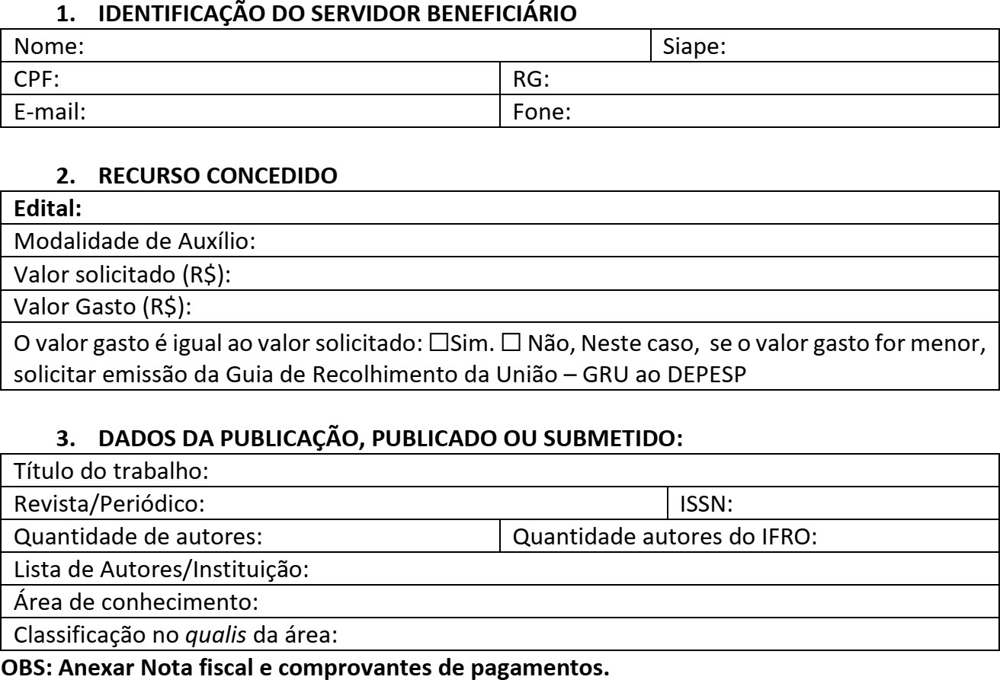 1. IDENTIFICAÇÃO DO SERVIDOR BENEFICIÁRIO
Nome: Siape:
CPF: RG:
E-mail: Fone:
2. RECURSO CONCEDIDO
Edital:
Modalidade de Auxílio:
Valor solicitado (R$):
Valor Gasto (R$):
O valor gasto é igual ao valor solicitado: ☐Sim. ☐ Não, Neste caso, se o valor gasto for menor,
solicitar emissão da Guia de Recolhimento da União – GRU ao DEPESP
3. DADOS DA PUBLICAÇÃO, PUBLICADO OU SUBMETIDO:
Título do trabalho:
Revista/Periódico: ISSN:
Quantidade de autores: Quantidade autores do IFRO:
Lista de Autores/Instituição:
Área de conhecimento:
Classificação no qualis da área:
OBS: Anexar Nota fiscal e comprovantes de pagamentos.